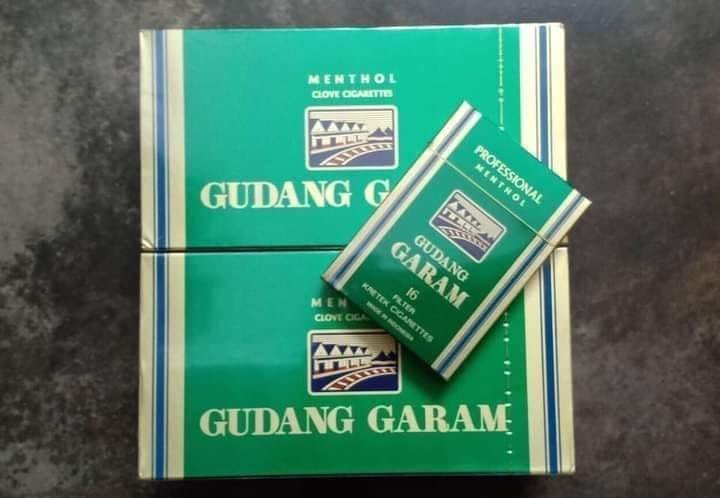 MENTHOL
CLOVE CIGARETTES
GUDANG G
MEN
CLOVE CIGA
GUDANG GARAM
PROFESSIONAL
MENTHOL
GUDANG
GARAM
16
FILTER
KRETEK CIGARETTES
MADE IN INDONESIA